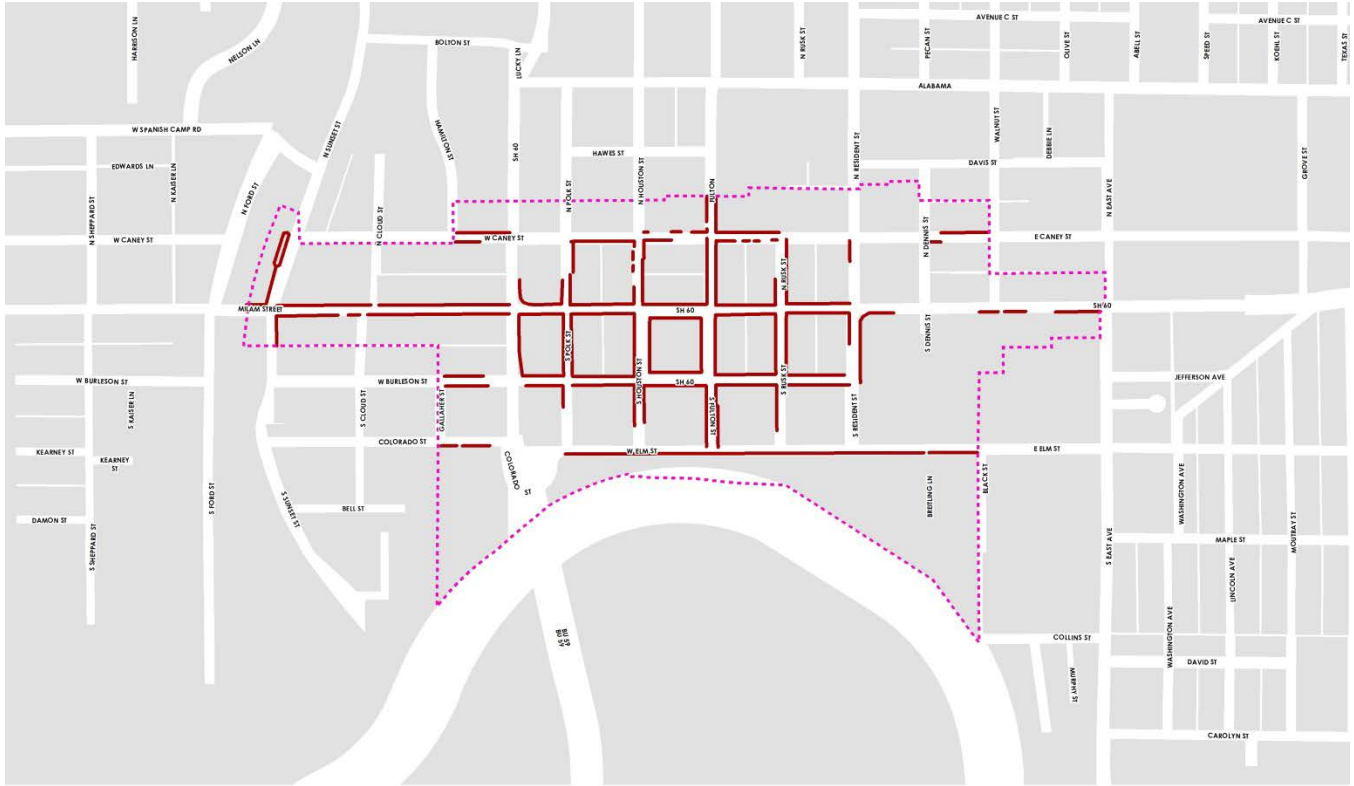 AVENUE C ST
AVENUE C ST
HARRISON LN
NELSON LN
BOLTON ST
LUCKY LN
N RUSK ST
PECAN ST
OLIVE ST
ABELL ST
SPEED ST
KOEHL ST
TEXAS ST
ALABAMA
W SPANISH CAMP RD
N SUNSET ST
HAMILTON ST
SH 60
HAWES ST
N HOUSTON ST
N RESIDENT ST
WALNUT ST
DEBBIE LN
DAVIS ST
GROVE ST
EDWARDS LN
N KAISER LN
N FORD ST
N SHEPPARD ST
N CLOUD ST
N POLK ST
FULTON
N EAST AVE
W CANEY ST
W CANEY ST
N DENNIS ST
E CANEY ST
N RUSK ST
MILAM STREET
SH 60
SH 60
S POLK ST
S DENNIS ST
W BURLESON ST
W BURLESON ST
SH 60
S HOUSTON ST
S RUSK ST
JEFFERSON AVE
S KAISER LN
S CLOUD ST
GALLAHER ST
S FULTON ST
S RESIDENT ST
COLORADO ST
W ELM ST
E ELM ST
KEARNEY ST
KEARNEY
ST
COLORADO
ST
BLACK ST
BREITLING LN
WASHINGTON AVE
S FORD ST
S SUNSET ST
BELL ST
DAMON ST
S SHEPPARD ST
S EAST AVE
MAPLE ST
MOUTRAY ST
LINCOLN AVE
BU 59
BU 59
COLLINS ST
WASHINGTON AVE
DAVID ST
MURPHY ST
CAROLYN ST